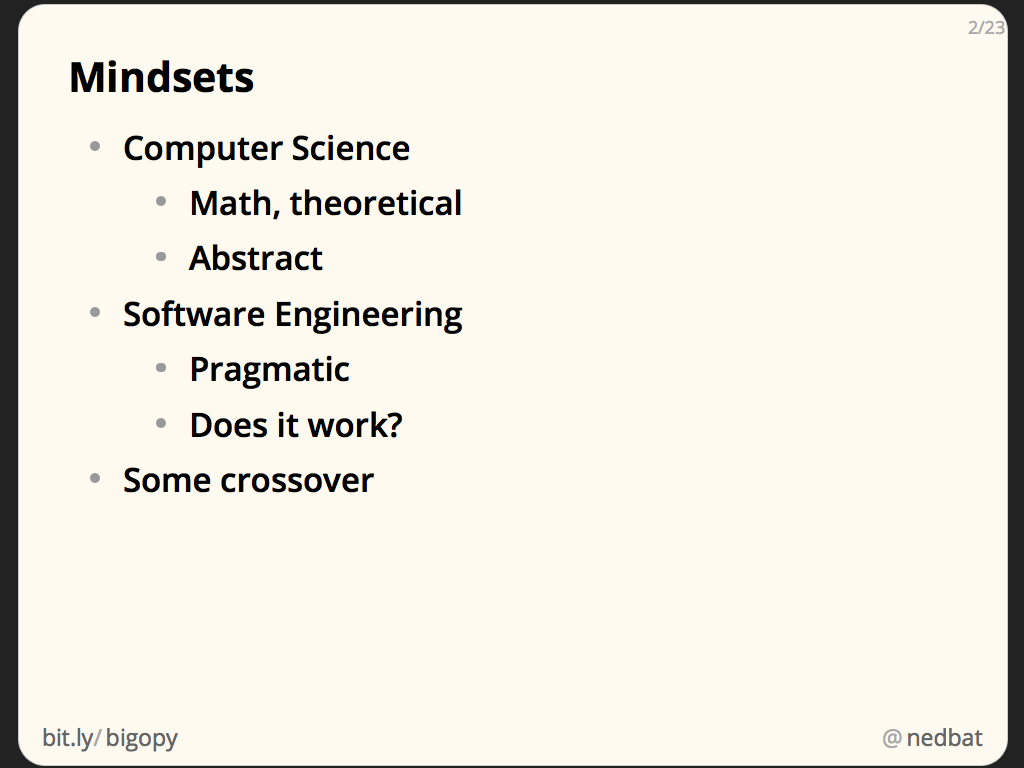 2/23
Mindsets
• Computer Science
• Math, theoretical
• Abstract
• Software Engineering
• Pragmatic
• Does it work?
• Some crossover
bit.ly/bigopy
@nedbat